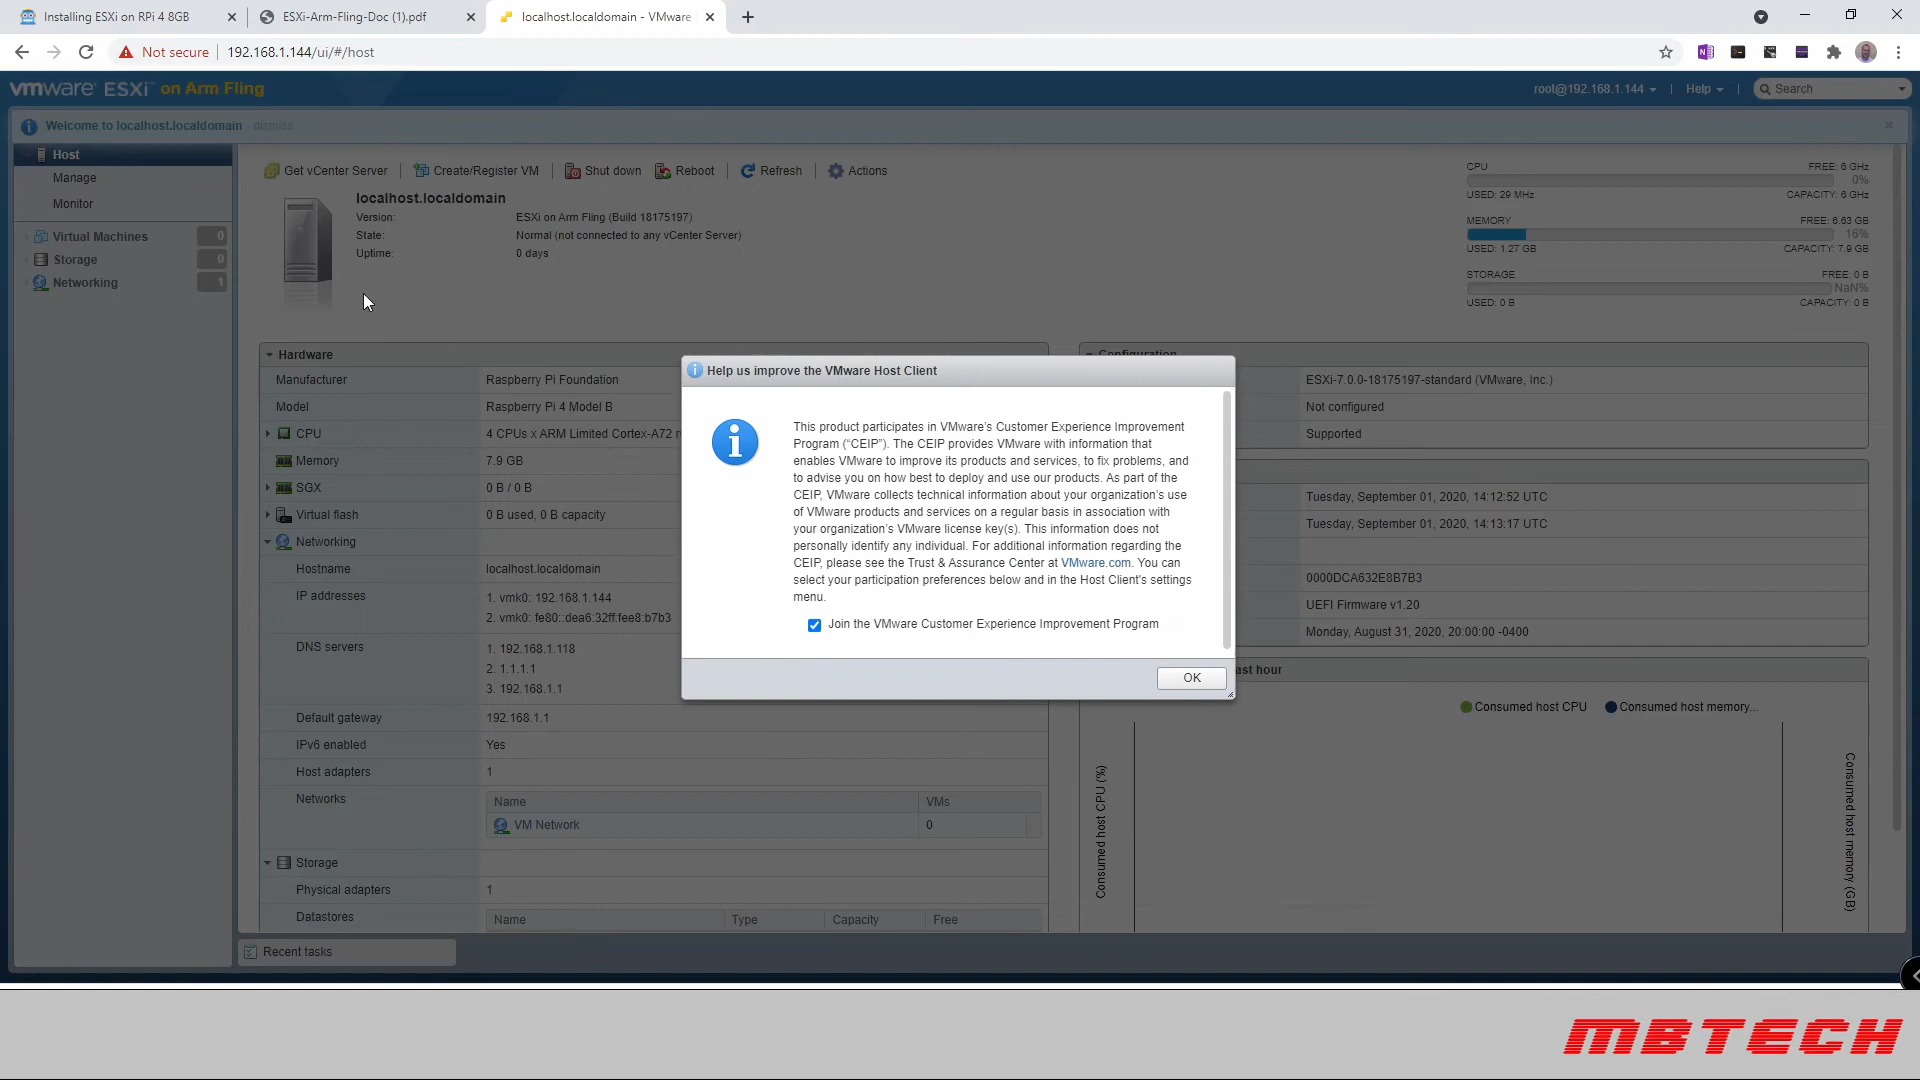 Installing ESXi on RPi 4 8GB
ESXi-Arm-Fling-Doc (1).pdf
localhost.localdomain - VMware
Not secure
192.168.1.144/ui/#/host
vmware ESXi on Arm Fling
root@192.168.1.144
Help
Search
Welcome to localhost.localdomain - dismiss
Host
Manage
Monitor
Virtual Machines 0
Storage 0
Networking 1
Get vCenter Server
Create/Register VM
Shut down
Reboot
Refresh
Actions
localhost.localdomain
Version: ESXi on Arm Fling (Build 18175197)
State: Normal (not connected to any vCenter Server)
Uptime: 0 days
CPU FREE: 6 GHz
0%
USED: 29 MHz CAPACITY: 6 GHz
MEMORY FREE: 6.63 GB
16%
USED: 1.27 GB CAPACITY: 7.9 GB
STORAGE FREE: 0 B
NaN%
USED: 0 B CAPACITY: 0 B
Hardware
Manufacturer Raspberry Pi Foundation
Model Raspberry Pi 4 Model B
CPU 4 CPUs x ARM Limited Cortex-A72 r
Memory 7.9 GB
SGX 0 B / 0 B
Virtual flash 0 B used, 0 B capacity
Networking
Hostname localhost.localdomain
IP addresses 1. vmk0: 192.168.1.144
2. vmk0: fe80::dea6:32ff:fee8:b7b3
DNS servers 1. 192.168.1.118
2. 1.1.1.1
3. 192.168.1.1
Default gateway 192.168.1.1
IPv6 enabled Yes
Host adapters 1
Networks Name VMs
VM Network 0
Storage
Physical adapters 1
Datastores Name Type Capacity Free
Help us improve the VMware Host Client
This product participates in VMware's Customer Experience Improvement
Program ("CEIP"). The CEIP provides VMware with information that
enables VMware to improve its products and services, to fix problems, and
to advise you on how best to deploy and use our products. As part of the
CEIP, VMware collects technical information about your organization's use
of VMware products and services on a regular basis in association with
your organization's VMware license key(s). This information does not
personally identify any individual. For additional information regarding the
CEIP, please see the Trust & Assurance Center at VMware.com. You can
select your participation preferences below and in the Host Client's settings
menu.
Join the VMware Customer Experience Improvement Program
OK
Configuration
ESXi-7.0.0-18175197-standard (VMware, Inc.)
Not configured
Supported
Tuesday, September 01, 2020, 14:12:52 UTC
Tuesday, September 01, 2020, 14:13:17 UTC
0000DCA632E8B7B3
UEFI Firmware v1.20
Monday, August 31, 2020, 20:00:00 -0400
ast hour
Consumed host CPU
Consumed host memory...
Consumed host CPU (%)
Consumed host memory (GB)
Recent tasks
MBTECH